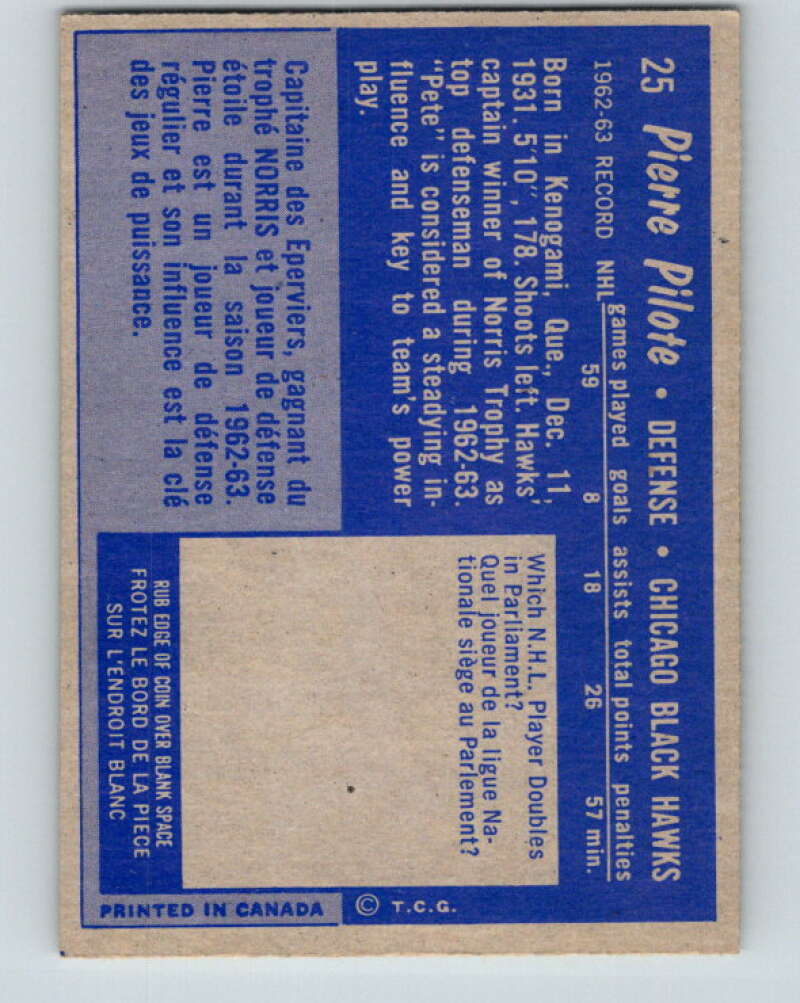 25 Pierre Pilote • DEFENSE • CHICAGO BLACK HAWKS
games played goals assists total points penalties
1962-63 RECORD NHL 59 8 18 26 57 min.
Born in Kenogami, Que., Dec. 11,
1931. 5'10", 178. Shoots left. Hawks'
captain winner of Norris Trophy as
top defenseman during 1962-63.
"Pete" is considered a steadying in-
fluence and key to team's power
play.
Capitaine des Eperviers, gagnant du
trophé NORRIS et joueur de défense
étoile durant la saison 1962-63.
Pierre est un joueur de défense
régulier et son influence est la clé
des jeux de puissance.
Which N.H.L. Player Doubles
in Parliament?
Quel joueur de la ligue Na-
tionale siège au Parlement?
RUB EDGE OF COIN OVER BLANK SPACE
FROTEZ LE BORD DE LA PIECE
SUR L'ENDROIT BLANC
PRINTED IN CANADA © T.C.G.